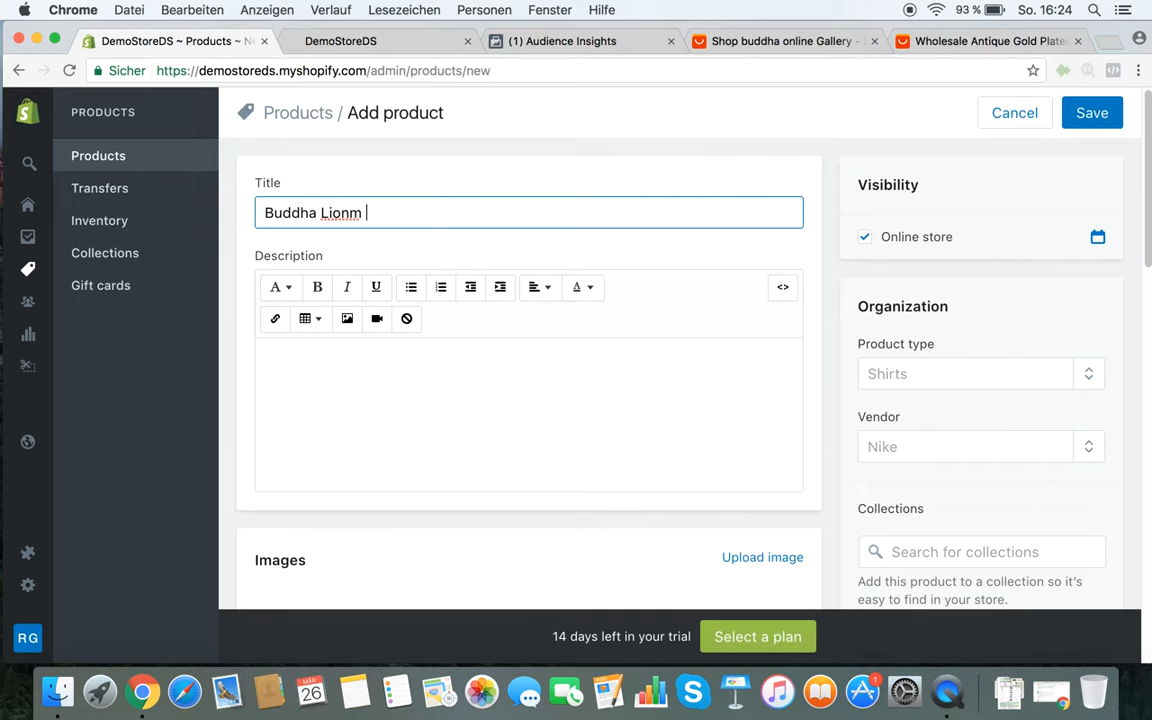 Chrome Datei Bearbeiten Anzeigen Verlauf Lesezeichen Personen Fenster Hilfe 93 % So. 16:24
DemoStoreDS ~ Products ~ Ne DemoStoreDS (1) Audience Insights Shop buddha online Gallery - Wholesale Antique Gold Plate
Sicher https://demostoreds.myshopify.com/admin/products/new
PRODUCTS
Products
Transfers
Inventory
Collections
Gift cards
Products / Add product
Cancel Save
Title
Buddha Lionm
Description
A B I U A <>
Images Upload image
Visibility
Online store
Organization
Product type
Shirts
Vendor
Nike
Collections
Search for collections
Add this product to a collection so it's
easy to find in your store.
RG
14 days left in your trial Select a plan
MÄRZ
26
1